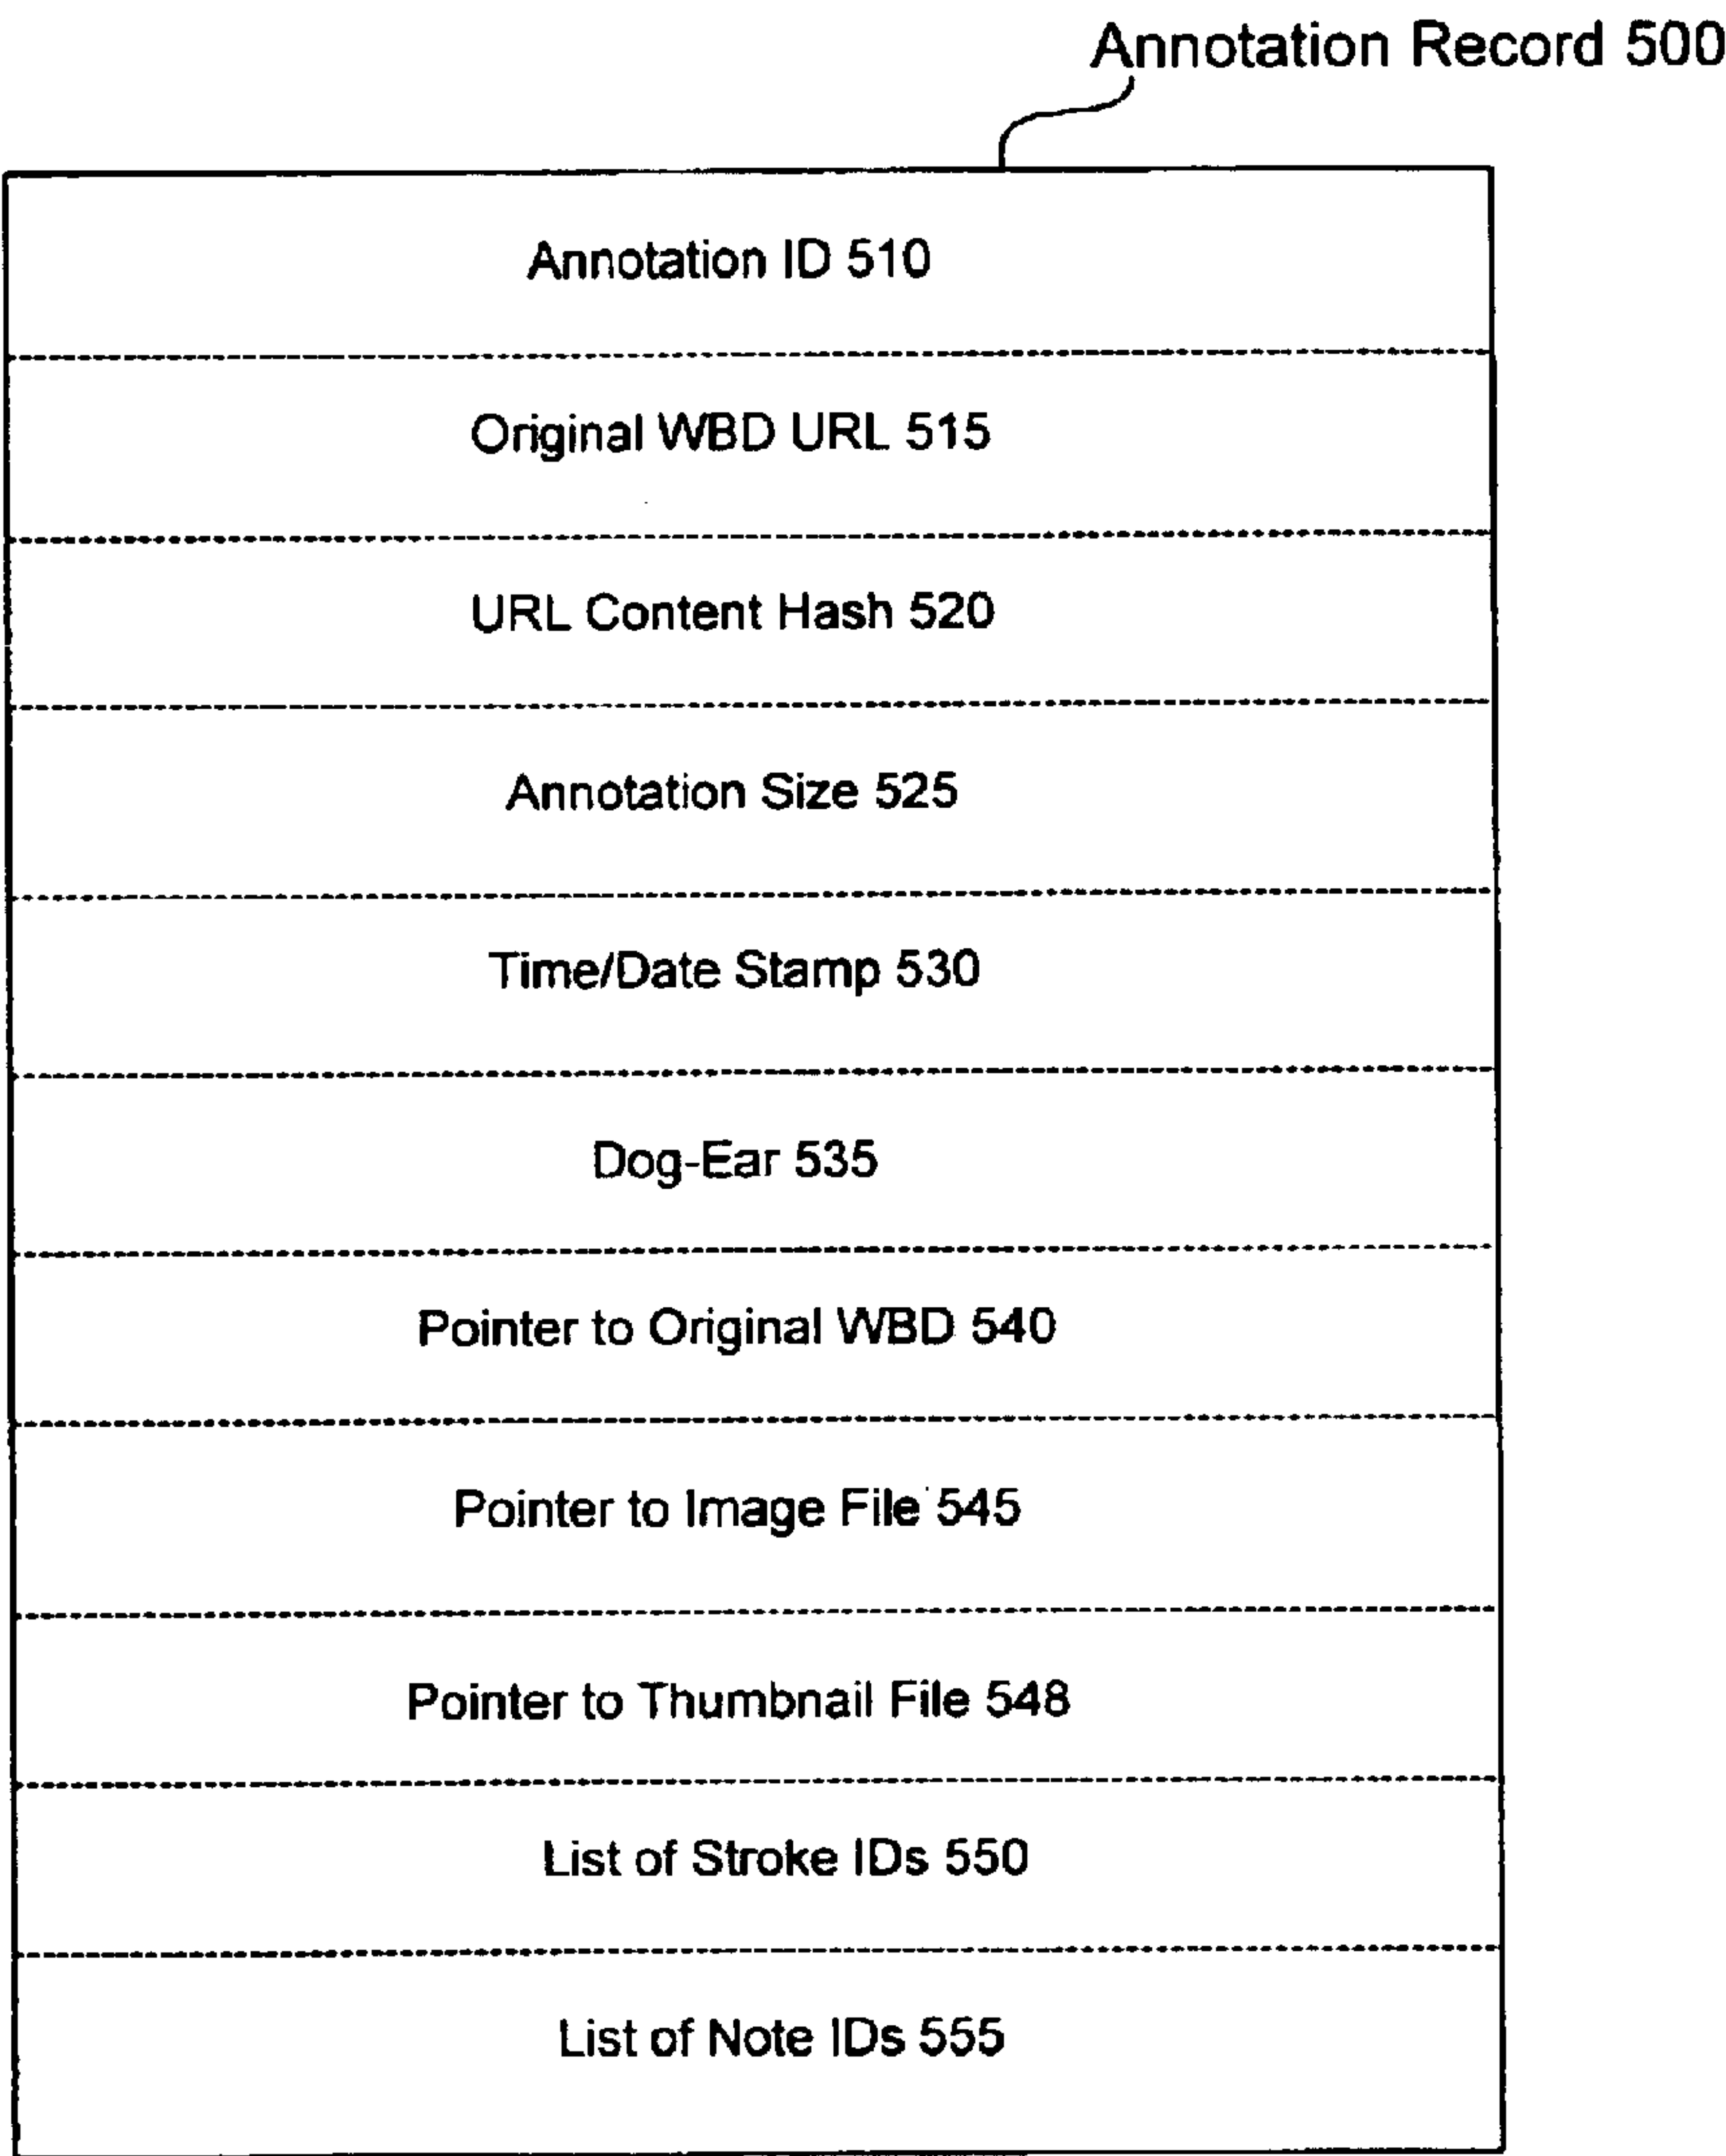 Annotation Record 500
Annotation ID 510
Original WBD URL 515
URL Content Hash 520
Annotation Size 525
Time/Date Stamp 530
Dog-Ear 535
Pointer to Original WBD 540
Pointer to Image File 545
Pointer to Thumbnail File 548
List of Stroke IDs 550
List of Note IDs 555